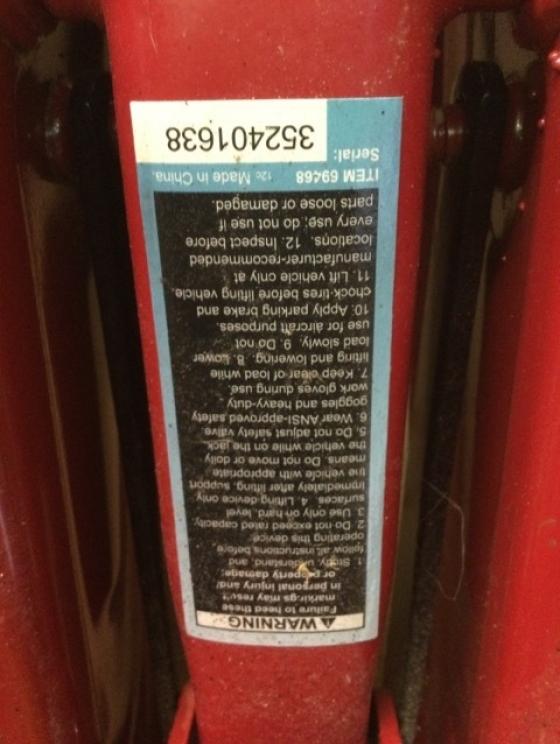 ⚠ WARNING
Failure to heed these
markings may result
in personal injury and/
or property damage:
1. Study, understand, and
follow all instructions before
operating this device.
2. Do not exceed rated capacity.
3. Use only on hard, level
surfaces. 4. Lifting device only
immediately after lifting, support
the vehicle with appropriate
means. Do not move or dolly
the vehicle while on the jack.
5. Do not adjust safety valve.
6. Wear ANSI-approved safety
goggles and heavy-duty
work gloves during use.
7. Keep clear of load while
lifting and lowering. 8. Lower
load slowly. 9. Do not
use for aircraft purposes.
10. Apply parking brake and
chock tires before lifting vehicle.
11. Lift vehicle only at
manufacturer-recommended
locations. 12. Inspect before
every use; do not use if
parts loose or damaged.
ITEM 69468 12c Made in China.
Serial:
352401638